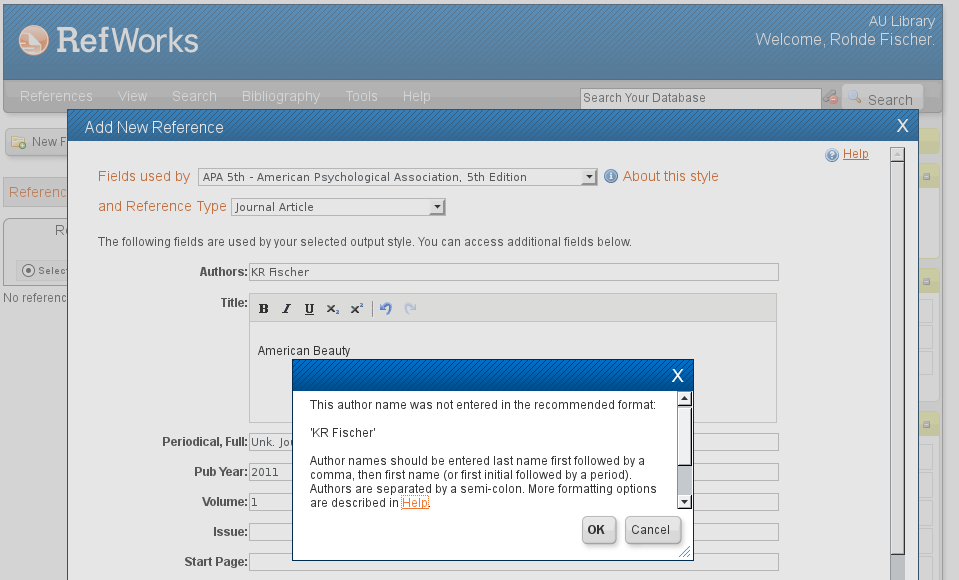 RefWorks
AU Library
Welcome, Rohde Fischer.
References View Search Bibliography Tools Help
Search Your Database
Search
New F
Add New Reference
X
Help
Fields used by APA 5th - American Psychological Association, 5th Edition About this style
and Reference Type Journal Article
Referenc
Re
Select
No referenc
The following fields are used by your selected output style. You can access additional fields below.
Authors: KR Fischer
Title: B I U x₂ x²
American Beauty
X
This author name was not entered in the recommended format:
'KR Fischer'
Author names should be entered last name first followed by a
comma, then first name (or first initial followed by a period).
Authors are separated by a semi-colon. More formatting options
are described in Help.
OK Cancel
Periodical, Full: Unk. Jou
Pub Year: 2011
Volume: 1
Issue:
Start Page: